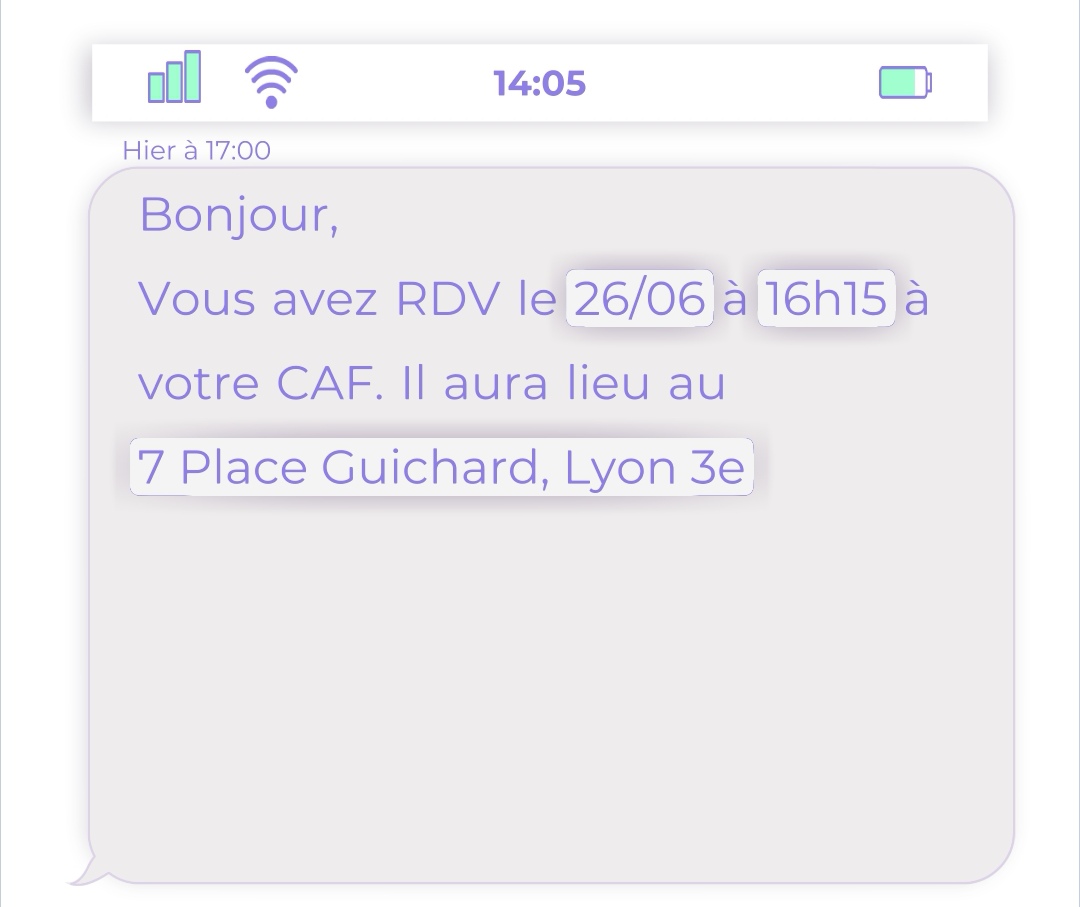 14:05
Hier à 17:00
Bonjour,
Vous avez RDV le 26/06 à 16h15 à
votre CAF. Il aura lieu au
7 Place Guichard, Lyon 3e